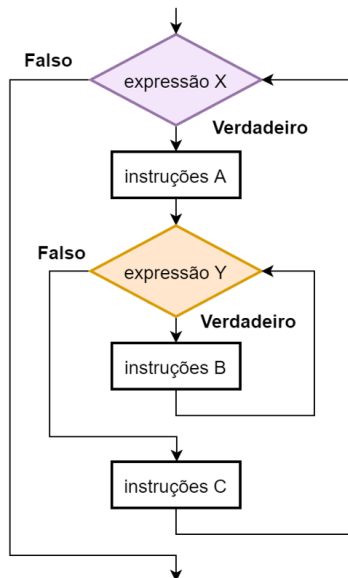 Falso
expressão X
Verdadeiro
instruções A
Falso
expressão Y
Verdadeiro
instruções B
instruções C